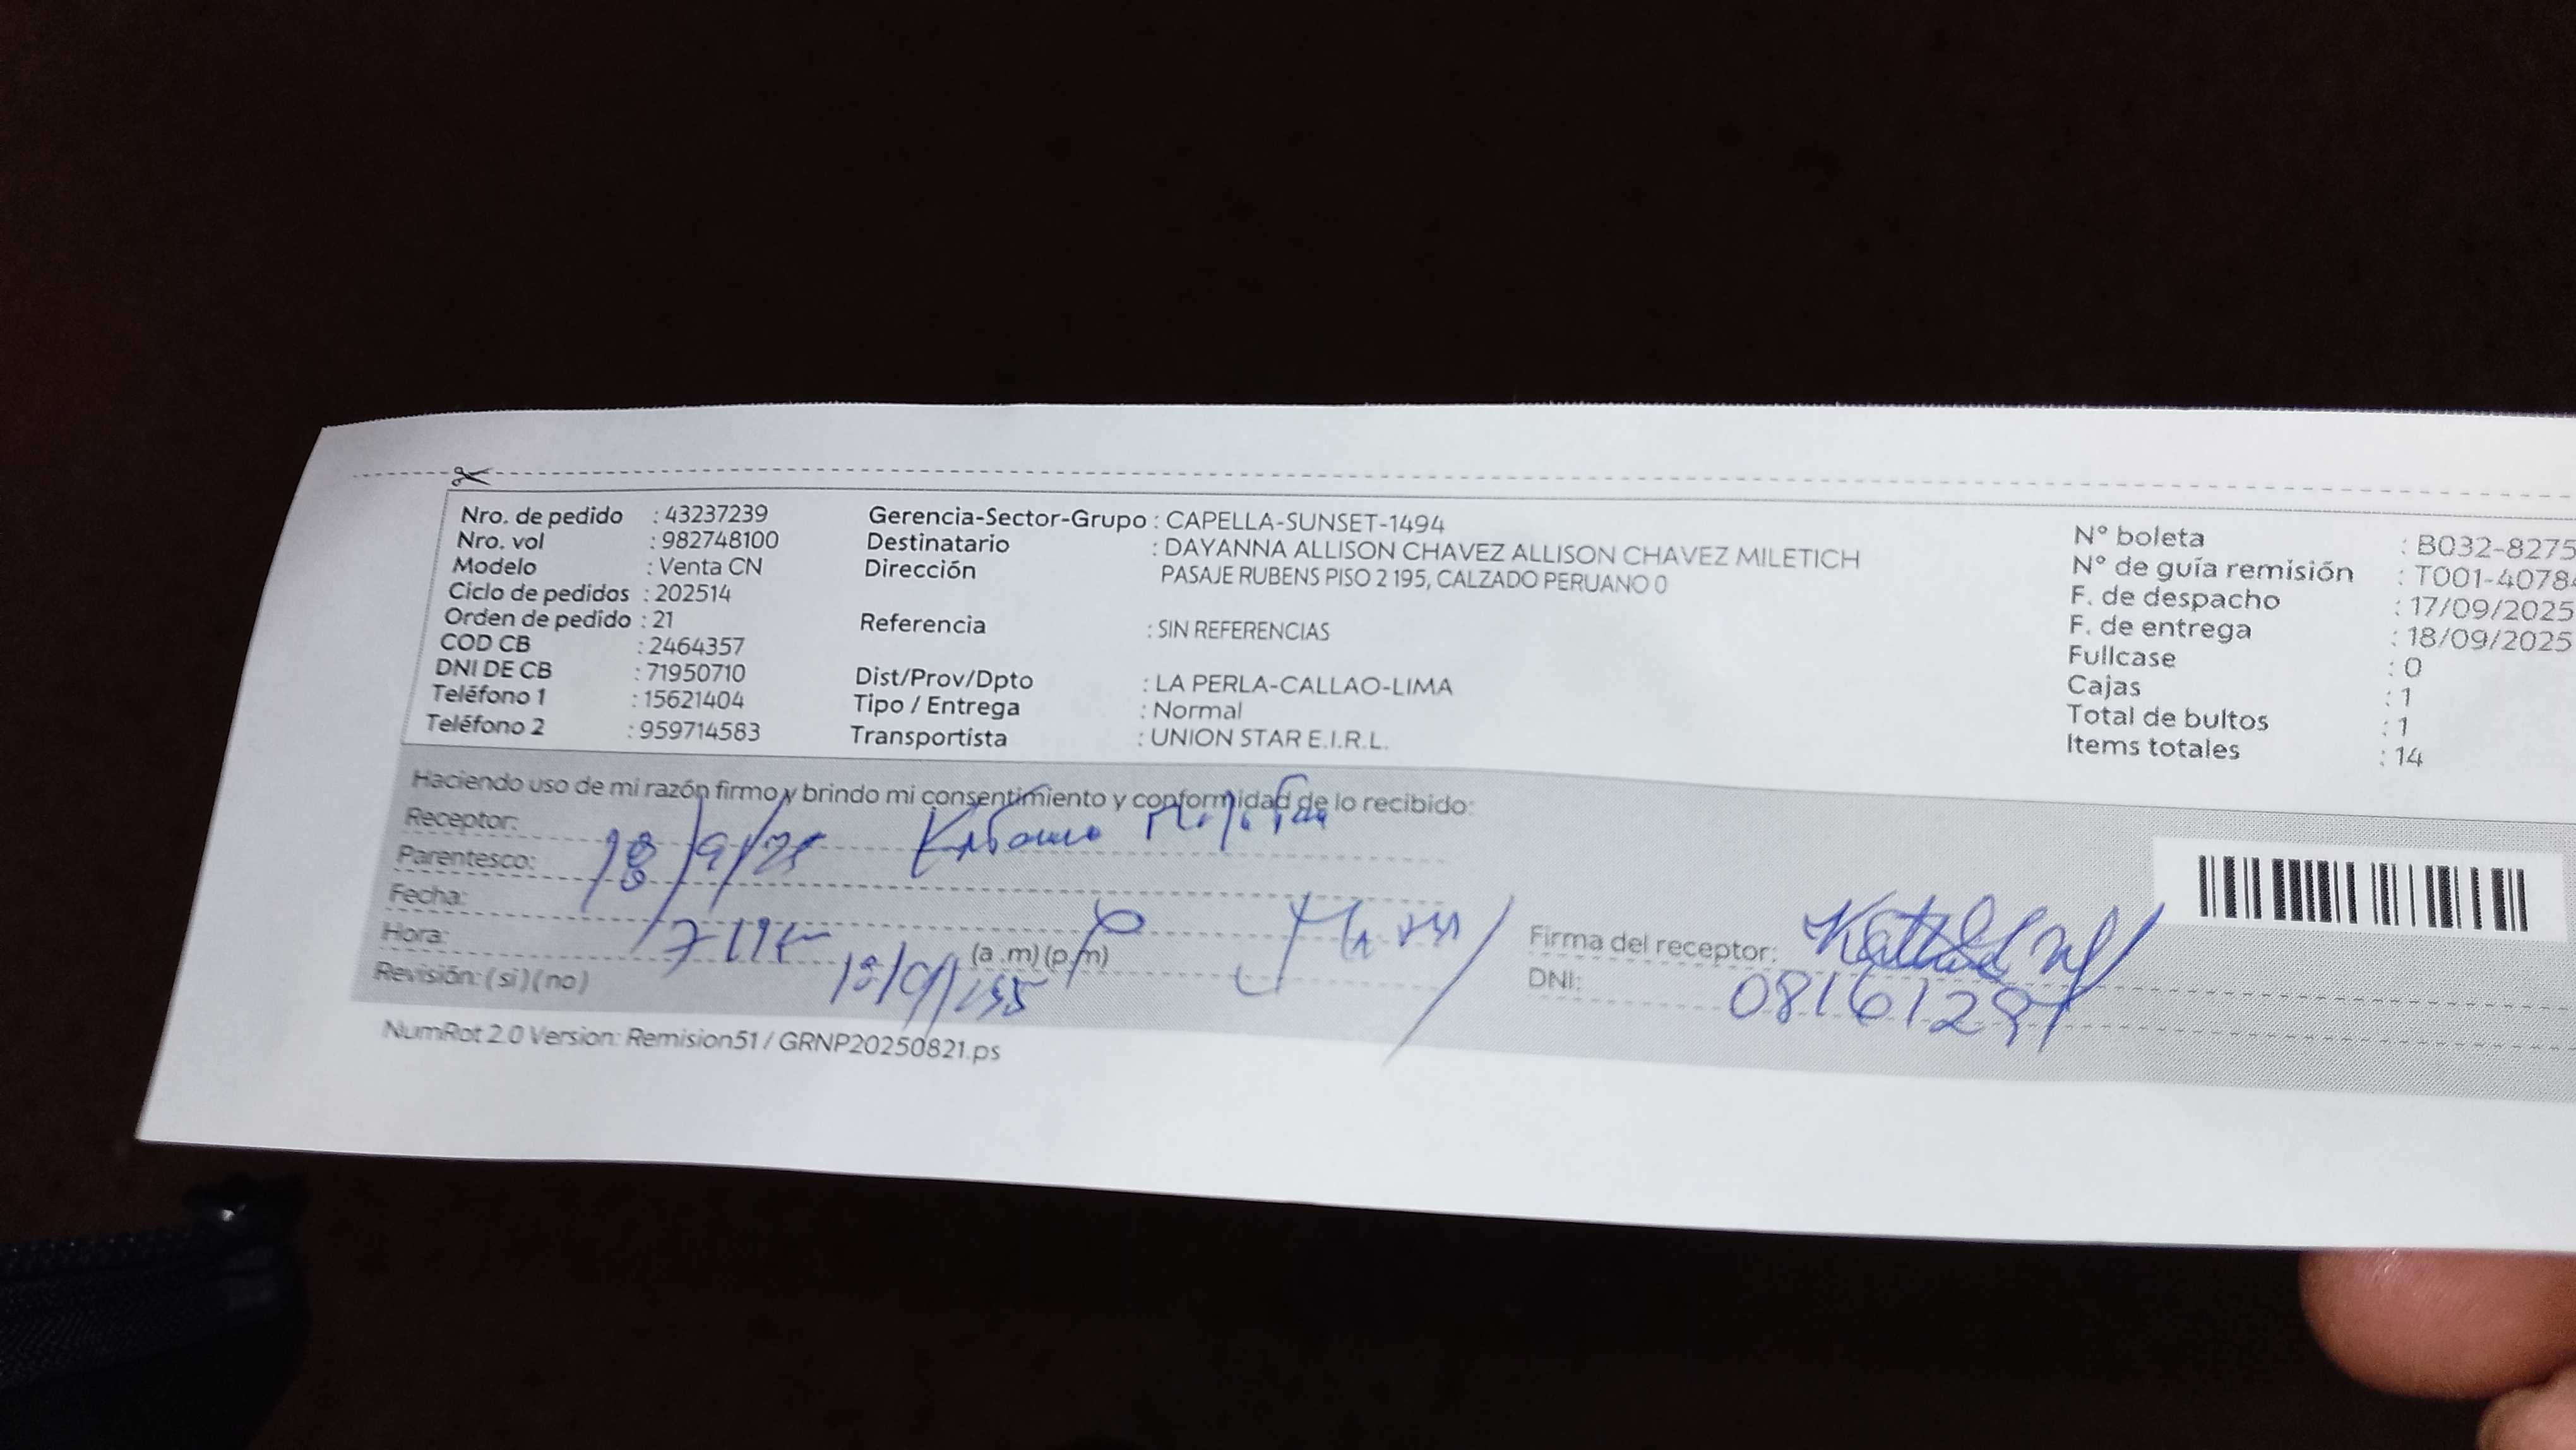 Nro. de pedido : 43237239
Nro. vol : 982748100
Modelo : Venta CN
Ciclo de pedidos : 202514
Orden de pedido : 21
COD CB : 2464357
DNI DE CB : 71950710
Teléfono 1 : 15621404
Teléfono 2 : 959714583
Gerencia-Sector-Grupo : CAPELLA-SUNSET-1494
Destinatario : DAYANNA ALLISON CHAVEZ ALLISON CHAVEZ MILETICH
Dirección PASAJE RUBENS PISO 2 195, CALZADO PERUANO 0
Referencia : SIN REFERENCIAS
Dist/Prov/Dpto : LA PERLA-CALLAO-LIMA
Tipo / Entrega : Normal
Transportista : UNION STAR E.I.R.L.
N° boleta : B032-8275
N° de guía remisión : T001-4078
F. de despacho : 17/09/2025
F. de entrega : 18/09/2025
Fullcase : 0
Cajas : 1
Total de bultos : 1
Items totales : 14
Haciendo uso de mi razón firmo y brindo mi consentimiento y conformidad de lo recibido:
Receptor:
Parentesco: 18/9/25
Fecha:
Hora: (a .m) (p.m)
Revisión: ( si ) ( no )
Firma del receptor:
DNI: 0816129
NumRot 2.0 Version: Remision51 / GRNP20250821.ps